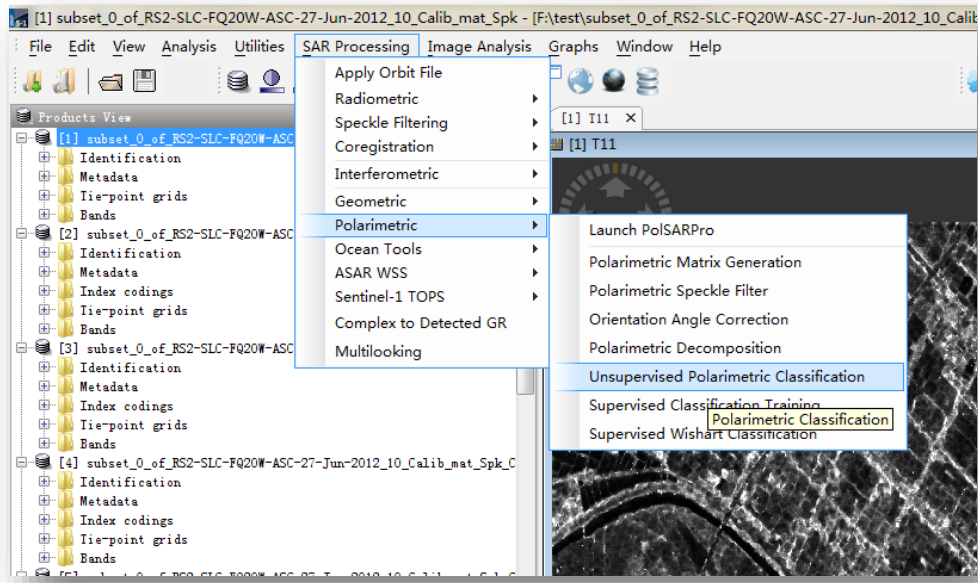 [1] subset_0_of_RS2-SLC-FQ20W-ASC-27-Jun-2012_10_Calib_mat_Spk - [F:\test\subset_0_of_RS2-SLC-FQ20W-ASC-27-Jun-2012_10_Calib
File Edit View Analysis Utilities SAR Processing Image Analysis Graphs Window Help
Products View
[1] subset_0_of_RS2-SLC-FQ20W-ASC
Identification
Metadata
Tie-point grids
Bands
[2] subset_0_of_RS2-SLC-FQ20W-ASC
Identification
Metadata
Index codings
Tie-point grids
Bands
[3] subset_0_of_RS2-SLC-FQ20W-ASC
Identification
Metadata
Index codings
Tie-point grids
Bands
[4] subset_0_of_RS2-SLC-FQ20W-ASC-27-Jun-2012_10_Calib_mat_Spk_C
Identification
Metadata
Index codings
Tie-point grids
Bands
Apply Orbit File
Radiometric
Speckle Filtering
Coregistration
Interferometric
Geometric
Polarimetric
Ocean Tools
ASAR WSS
Sentinel-1 TOPS
Complex to Detected GR
Multilooking
[1] T11
[1] T11
Launch PolSARPro
Polarimetric Matrix Generation
Polarimetric Speckle Filter
Orientation Angle Correction
Polarimetric Decomposition
Unsupervised Polarimetric Classification
Supervised Classification Training
Polarimetric Classification
Supervised Wishart Classification